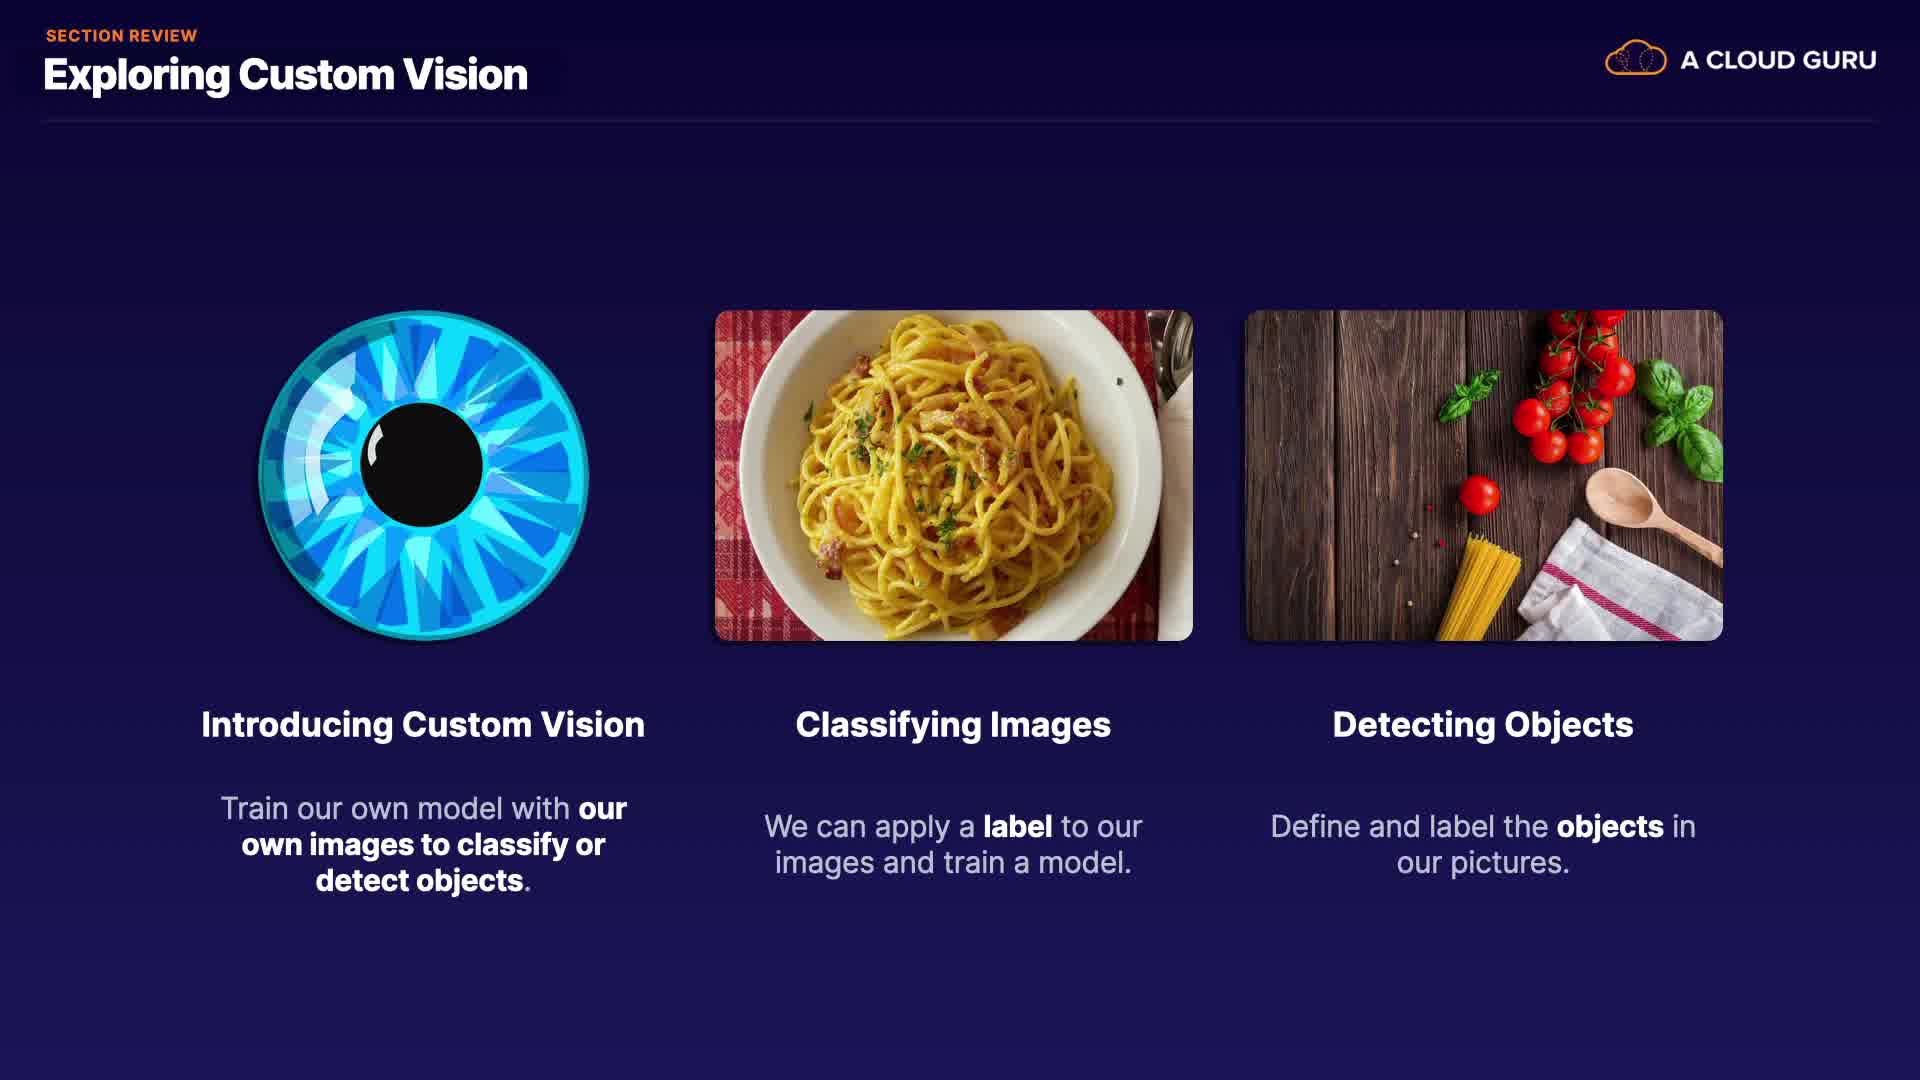 SECTION REVIEW
Exploring Custom Vision
A CLOUD GURU
Introducing Custom Vision
Train our own model with our
own images to classify or
detect objects.
Classifying Images
We can apply a label to our
images and train a model.
Detecting Objects
Define and label the objects in
our pictures.